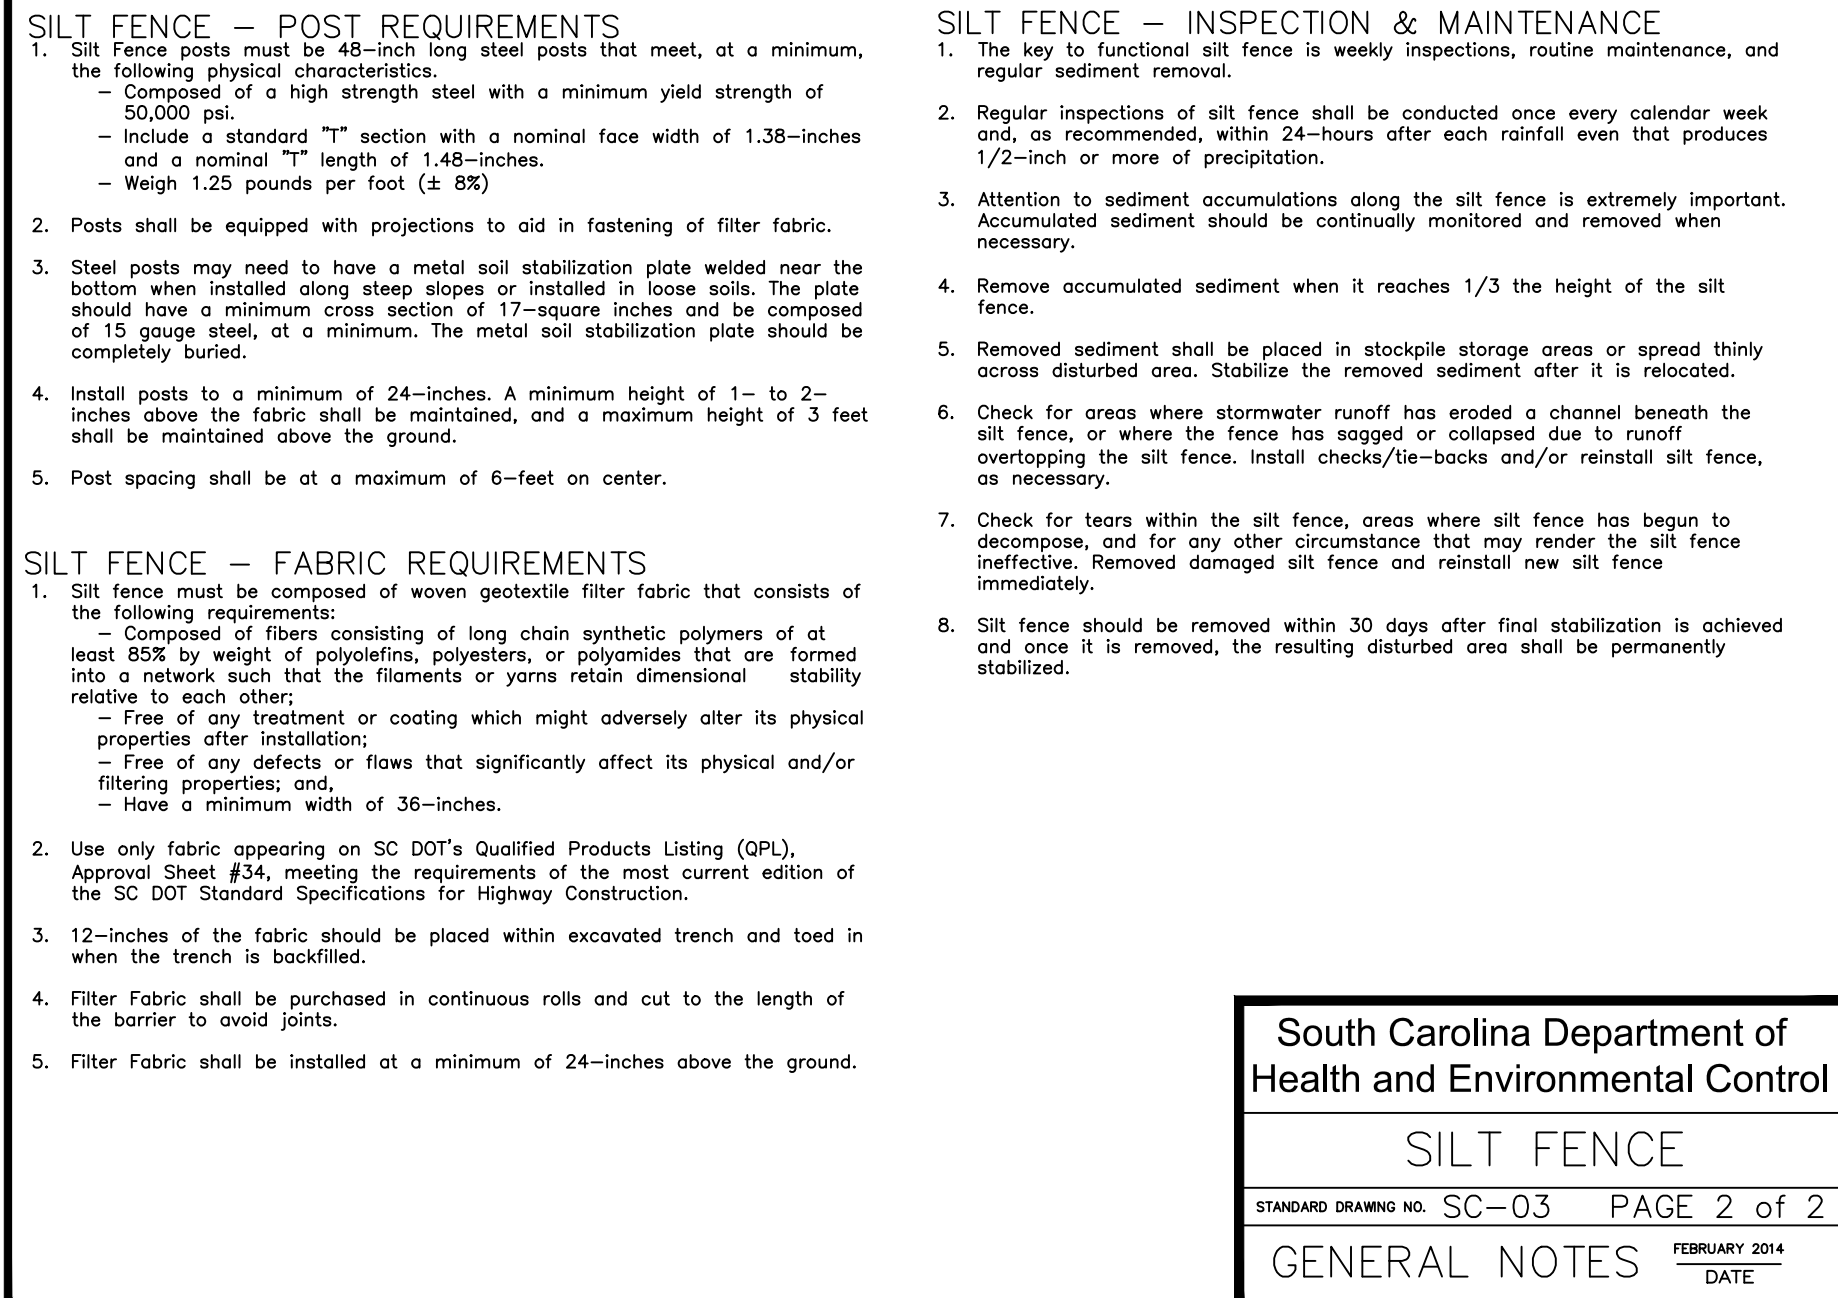 SILT FENCE – POST REQUIREMENTS
1. Silt Fence posts must be 48–inch long steel posts that meet, at a minimum,
the following physical characteristics.
– Composed of a high strength steel with a minimum yield strength of
50,000 psi.
– Include a standard "T" section with a nominal face width of 1.38–inches
and a nominal "T" length of 1.48–inches.
– Weigh 1.25 pounds per foot (± 8%)
2. Posts shall be equipped with projections to aid in fastening of filter fabric.
3. Steel posts may need to have a metal soil stabilization plate welded near the
bottom when installed along steep slopes or installed in loose soils. The plate
should have a minimum cross section of 17–square inches and be composed
of 15 gauge steel, at a minimum. The metal soil stabilization plate should be
completely buried.
4. Install posts to a minimum of 24–inches. A minimum height of 1– to 2–
inches above the fabric shall be maintained, and a maximum height of 3 feet
shall be maintained above the ground.
5. Post spacing shall be at a maximum of 6–feet on center.
SILT FENCE – FABRIC REQUIREMENTS
1. Silt fence must be composed of woven geotextile filter fabric that consists of
the following requirements:
– Composed of fibers consisting of long chain synthetic polymers of at
least 85% by weight of polyolefins, polyesters, or polyamides that are formed
into a network such that the filaments or yarns retain dimensional stability
relative to each other;
– Free of any treatment or coating which might adversely alter its physical
properties after installation;
– Free of any defects or flaws that significantly affect its physical and/or
filtering properties; and,
– Have a minimum width of 36–inches.
2. Use only fabric appearing on SC DOT's Qualified Products Listing (QPL),
Approval Sheet #34, meeting the requirements of the most current edition of
the SC DOT Standard Specifications for Highway Construction.
3. 12–inches of the fabric should be placed within excavated trench and toed in
when the trench is backfilled.
4. Filter Fabric shall be purchased in continuous rolls and cut to the length of
the barrier to avoid joints.
5. Filter Fabric shall be installed at a minimum of 24–inches above the ground.
SILT FENCE – INSPECTION & MAINTENANCE
1. The key to functional silt fence is weekly inspections, routine maintenance, and
regular sediment removal.
2. Regular inspections of silt fence shall be conducted once every calendar week
and, as recommended, within 24–hours after each rainfall even that produces
1/2–inch or more of precipitation.
3. Attention to sediment accumulations along the silt fence is extremely important.
Accumulated sediment should be continually monitored and removed when
necessary.
4. Remove accumulated sediment when it reaches 1/3 the height of the silt
fence.
5. Removed sediment shall be placed in stockpile storage areas or spread thinly
across disturbed area. Stabilize the removed sediment after it is relocated.
6. Check for areas where stormwater runoff has eroded a channel beneath the
silt fence, or where the fence has sagged or collapsed due to runoff
overtopping the silt fence. Install checks/tie–backs and/or reinstall silt fence,
as necessary.
7. Check for tears within the silt fence, areas where silt fence has begun to
decompose, and for any other circumstance that may render the silt fence
ineffective. Removed damaged silt fence and reinstall new silt fence
immediately.
8. Silt fence should be removed within 30 days after final stabilization is achieved
and once it is removed, the resulting disturbed area shall be permanently
stabilized.
South Carolina Department of
Health and Environmental Control
SILT FENCE
STANDARD DRAWING NO. SC–03 PAGE 2 of 2
GENERAL NOTES FEBRUARY 2014
DATE